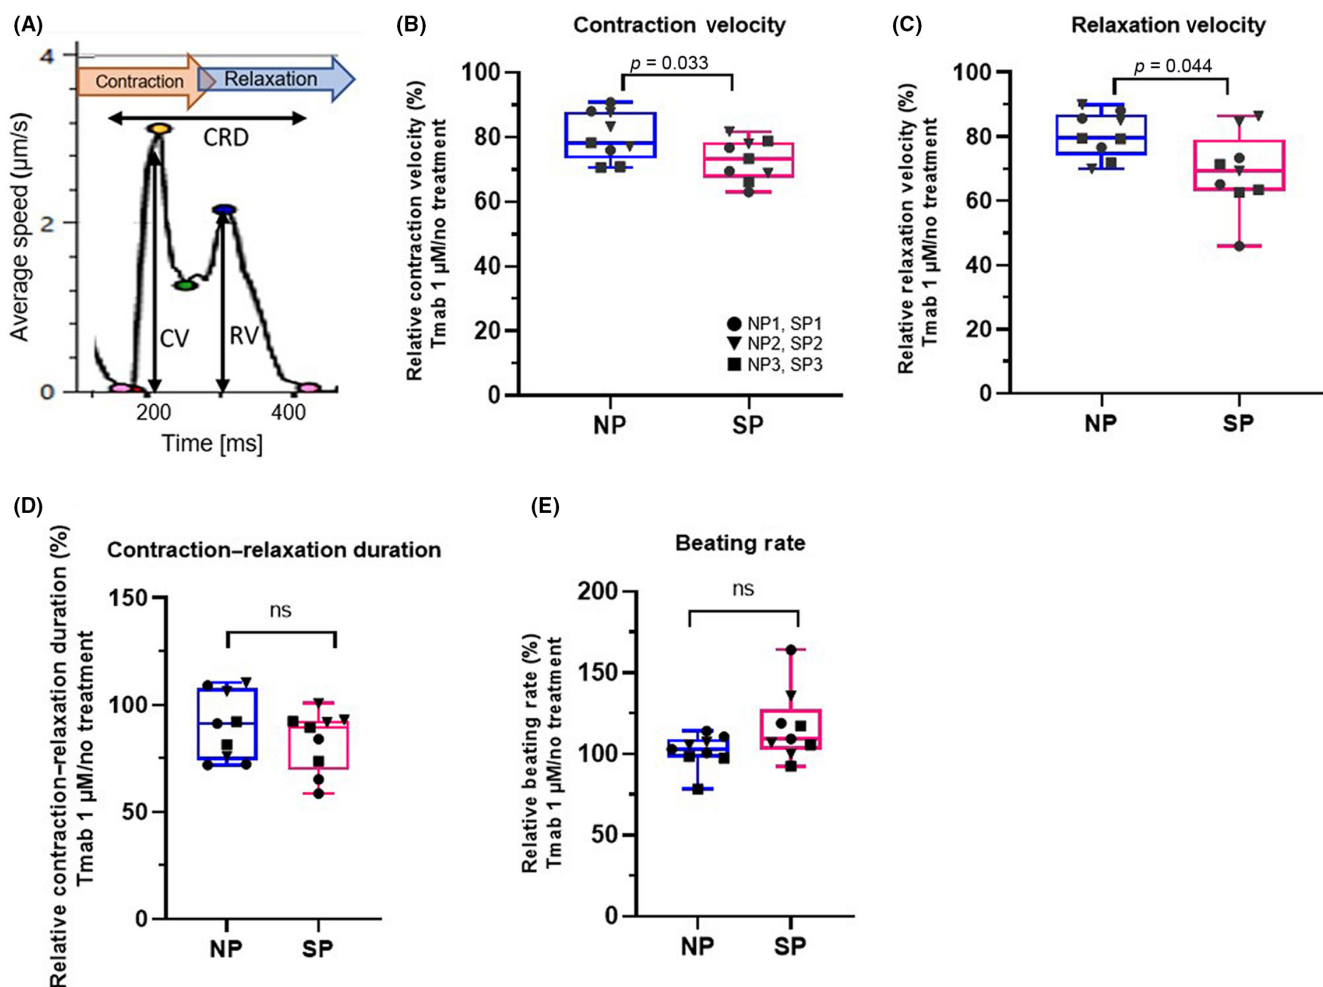 (A)
Contraction
Relaxation
CRD
CV
RV
4
2
0
Average speed (µm/s)
200
400
Time [ms]
(B)
Contraction velocity
p = 0.033
Relative contraction velocity (%)
Tmab 1 µM/no treatment
100
80
60
40
20
0
NP1, SP1
NP2, SP2
NP3, SP3
NP
SP
(C)
Relaxation velocity
p = 0.044
Relative relaxation velocity (%)
Tmab 1 µM/no treatment
100
80
60
40
20
0
NP
SP
(D)
Contraction–relaxation duration
ns
Relative contraction–relaxation duration (%)
Tmab 1 µM/no treatment
150
100
50
0
NP
SP
(E)
Beating rate
ns
Relative beating rate (%)
Tmab 1 µM/no treatment
200
150
100
50
0
NP
SP